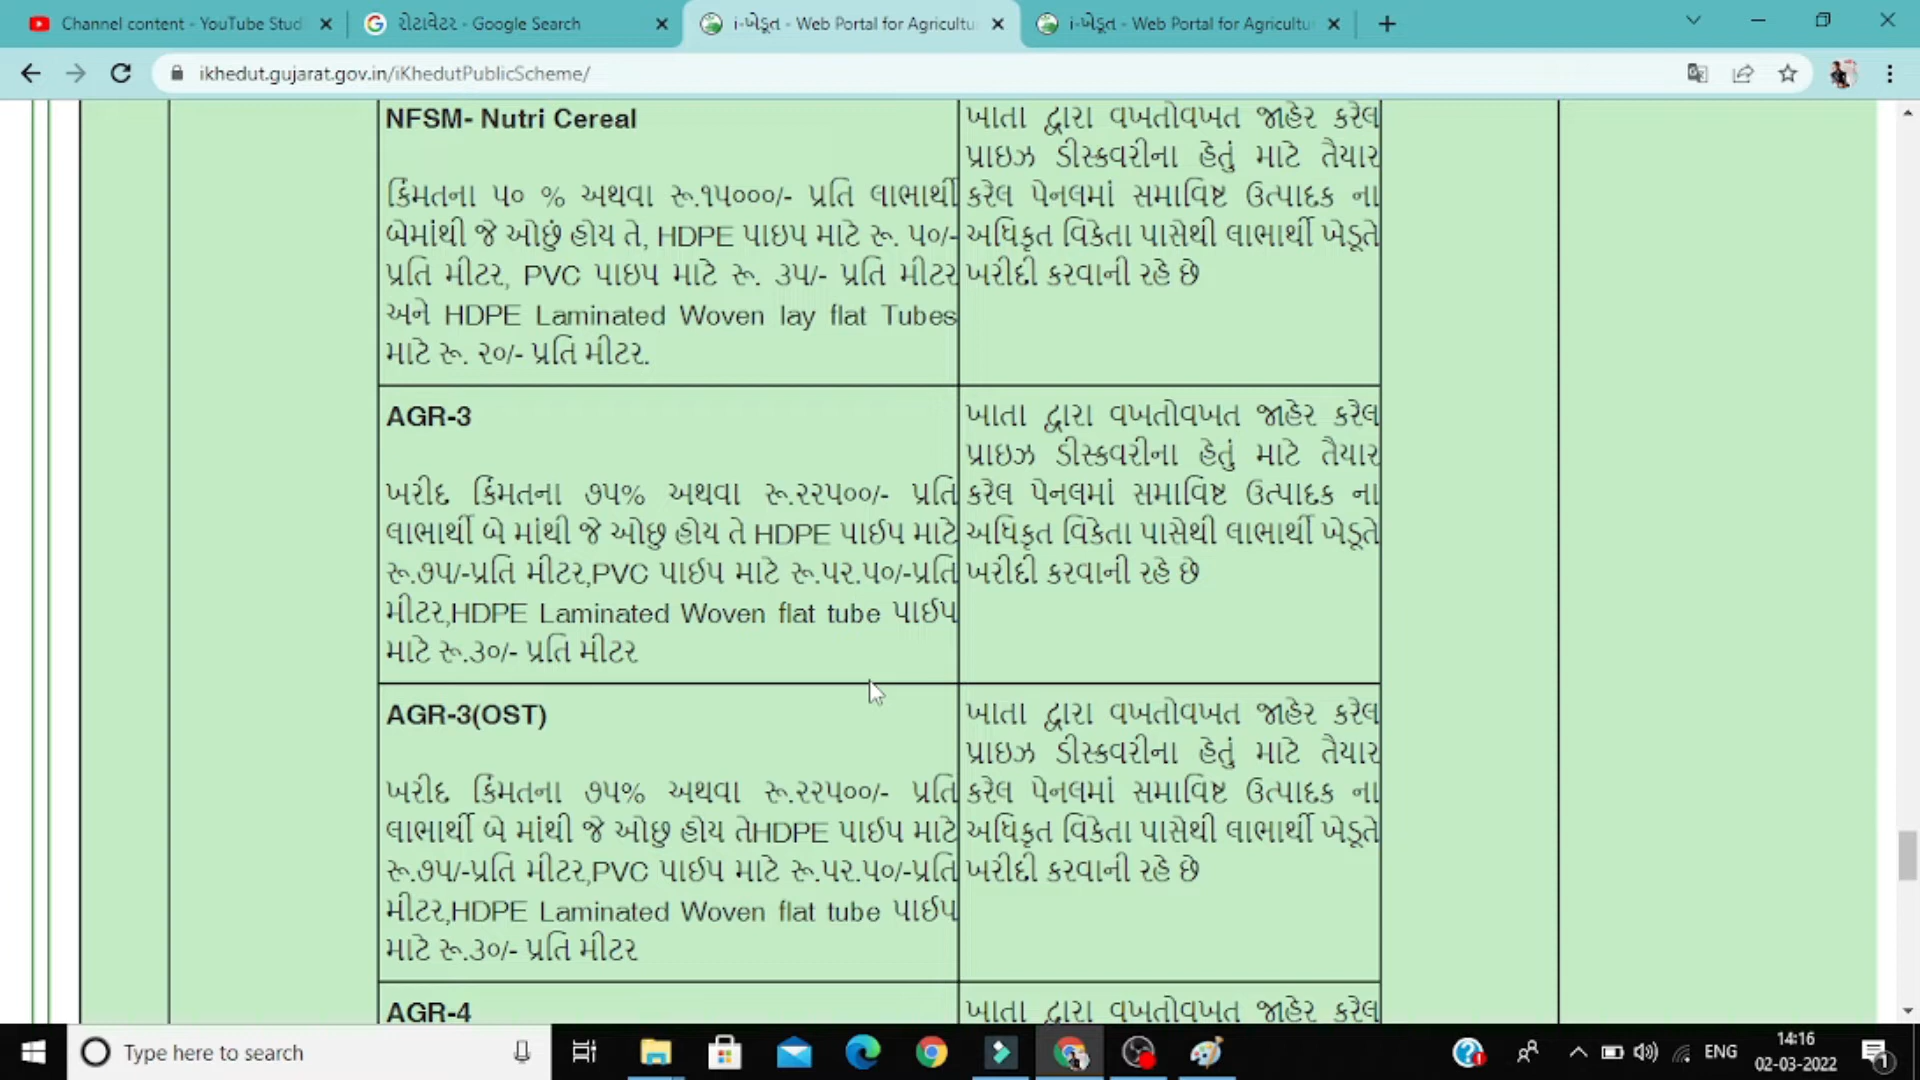 Channel content - YouTube Stud
રોટાવેટર - Google Search
i-ખેડૂત - Web Portal for Agricultu
i-ખેડૂત - Web Portal for Agricultu
ikhedut.gujarat.gov.in/iKhedutPublicScheme/
NFSM- Nutri Cereal
કિંમતના ૫૦ % અથવા રૂ.૧૫૦૦૦/- પ્રતિ લાભાર્થી
બેમાંથી જે ઓછું હોય તે, HDPE પાઇપ માટે રૂ. ૫૦/-
પ્રતિ મીટર, PVC પાઇપ માટે રૂ. ૩૫/- પ્રતિ મીટર
અને HDPE Laminated Woven lay flat Tubes
માટે રૂ. ૨૦/- પ્રતિ મીટર.
ખાતા દ્વારા વખતોવખત જાહેર કરેલ
પ્રાઇઝ ડીસ્કવરીના હેતું માટે તૈયાર
કરેલ પેનલમાં સમાવિષ્ટ ઉત્પાદક ના
અધિકૃત વિકેતા પાસેથી લાભાર્થી ખેડૂતે
ખરીદી કરવાની રહે છે
AGR-3
ખરીદ કિંમતના ૭૫% અથવા રૂ.૨૨૫૦૦/- પ્રતિ
લાભાર્થી બે માંથી જે ઓછુ હોય તે HDPE પાઈપ માટે
રૂ.૭૫/-પ્રતિ મીટર,PVC પાઈપ માટે રૂ.૫૨.૫૦/-પ્રતિ
મીટર,HDPE Laminated Woven flat tube પાઈપ
માટે રૂ.૩૦/- પ્રતિ મીટર
ખાતા દ્વારા વખતોવખત જાહેર કરેલ
પ્રાઇઝ ડીસ્કવરીના હેતું માટે તૈયાર
કરેલ પેનલમાં સમાવિષ્ટ ઉત્પાદક ના
અધિકૃત વિકેતા પાસેથી લાભાર્થી ખેડૂતે
ખરીદી કરવાની રહે છે
AGR-3(OST)
ખરીદ કિંમતના ૭૫% અથવા રૂ.૨૨૫૦૦/- પ્રતિ
લાભાર્થી બે માંથી જે ઓછુ હોય તેHDPE પાઈપ માટે
રૂ.૭૫/-પ્રતિ મીટર,PVC પાઈપ માટે રૂ.૫૨.૫૦/-પ્રતિ
મીટર,HDPE Laminated Woven flat tube પાઈપ
માટે રૂ.૩૦/- પ્રતિ મીટર
ખાતા દ્વારા વખતોવખત જાહેર કરેલ
પ્રાઇઝ ડીસ્કવરીના હેતું માટે તૈયાર
કરેલ પેનલમાં સમાવિષ્ટ ઉત્પાદક ના
અધિકૃત વિકેતા પાસેથી લાભાર્થી ખેડૂતે
ખરીદી કરવાની રહે છે
AGR-4
ખાતા દ્વારા વખતોવખત જાહેર કરેલ
Type here to search
ENG
14:16
02-03-2022
1